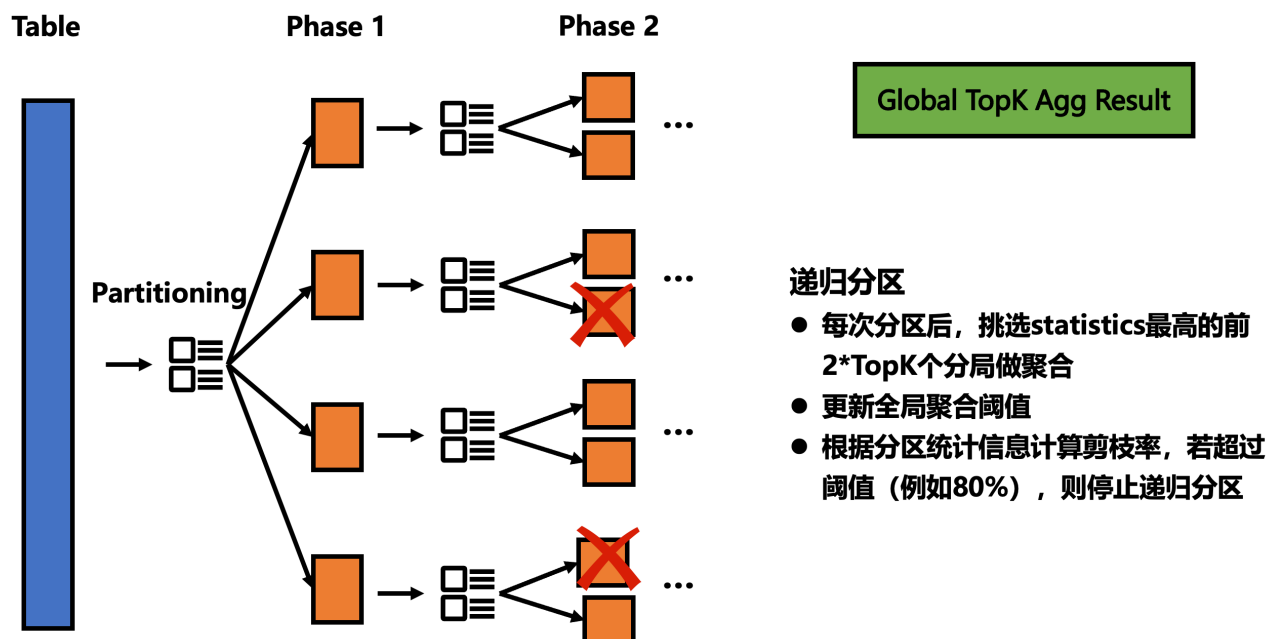 Table
Phase 1
Phase 2
Global TopK Agg Result
Partitioning
...
...
...
...
递归分区
● 每次分区后，挑选statistics最高的前
2*TopK个分局做聚合
● 更新全局聚合阈值
● 根据分区统计信息计算剪枝率，若超过
阈值（例如80%），则停止递归分区